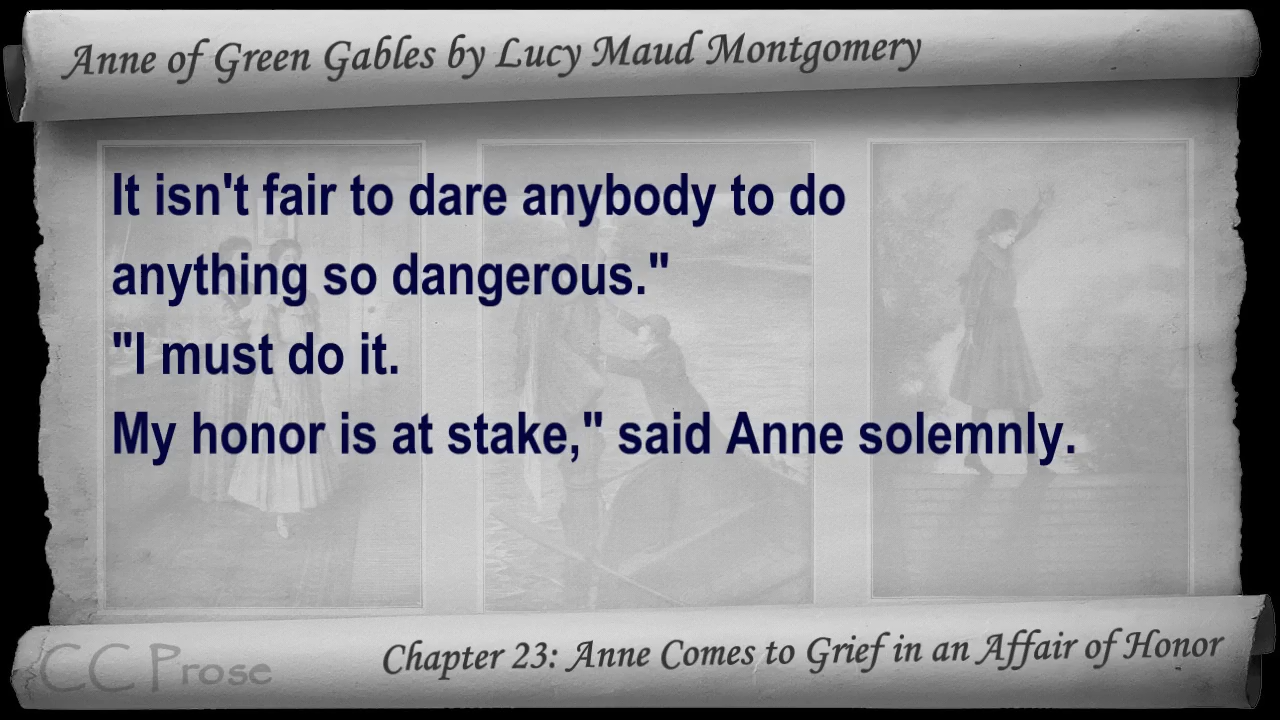 Anne of Green Gables by Lucy Maud Montgomery
It isn't fair to dare anybody to do
anything so dangerous."
"I must do it.
My honor is at stake," said Anne solemnly.
CC Prose
Chapter 23: Anne Comes to Grief in an Affair of Honor